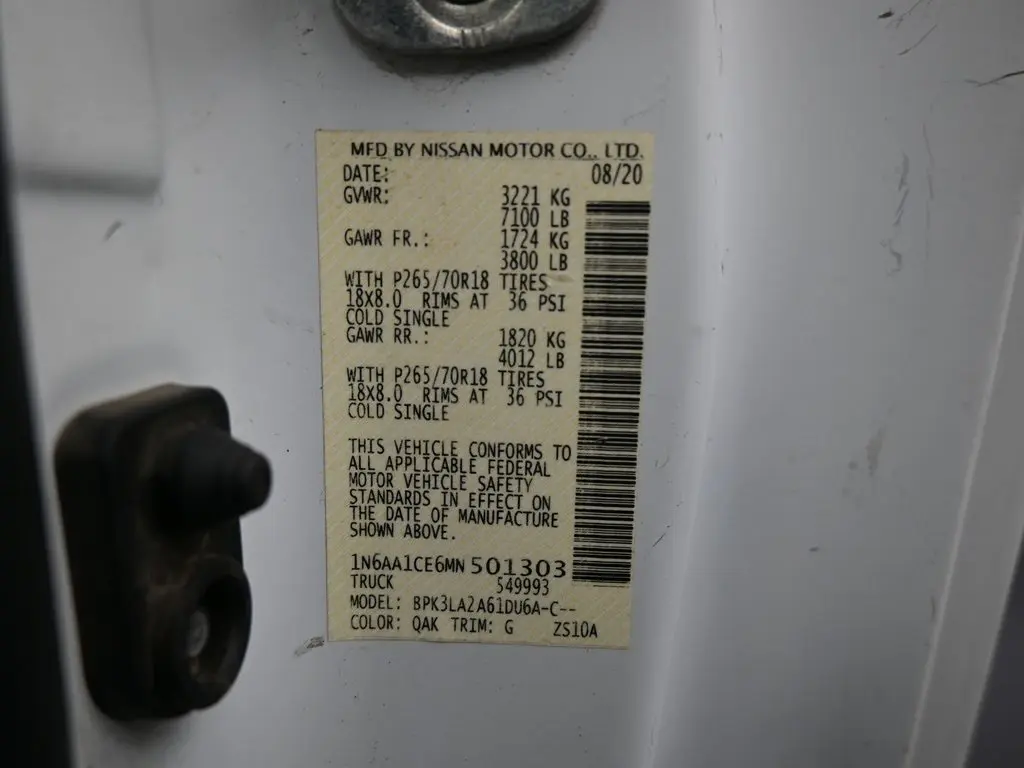 MFD BY NISSAN MOTOR CO., LTD.
DATE: 08/20
GVWR: 3221 KG
7100 LB
GAWR FR.: 1724 KG
3800 LB
WITH P265/70R18 TIRES
18X8.0 RIMS AT 36 PSI
COLD SINGLE
GAWR RR.: 1820 KG
4012 LB
WITH P265/70R18 TIRES
18X8.0 RIMS AT 36 PSI
COLD SINGLE
THIS VEHICLE CONFORMS TO
ALL APPLICABLE FEDERAL
MOTOR VEHICLE SAFETY
STANDARDS IN EFFECT ON
THE DATE OF MANUFACTURE
SHOWN ABOVE.
1N6AA1CE6MN501303
TRUCK 549993
MODEL: BPK3LA2A61DU6A-C--
COLOR: QAK TRIM: G ZS10A